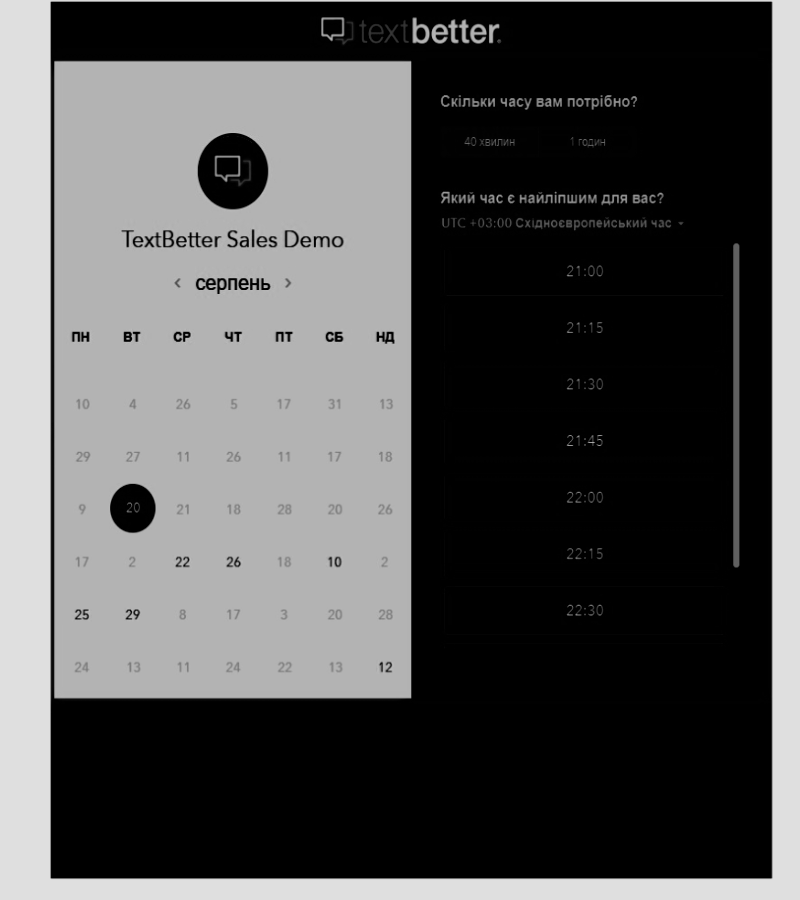 textbetter.
TextBetter Sales Demo
‹ серпень ›
ПН ВТ СР ЧТ ПТ СБ НД
10 4 26 5 17 31 13
29 27 11 26 11 17 18
9 20 21 18 28 20 26
17 2 22 26 18 10 2
25 29 8 17 3 20 28
24 13 11 24 22 13 12
Скільки часу вам потрібно?
40 хвилин 1 годин
Який час є найліпшим для вас?
UTC +03:00 Східноєвропейський час
21:00
21:15
21:30
21:45
22:00
22:15
22:30